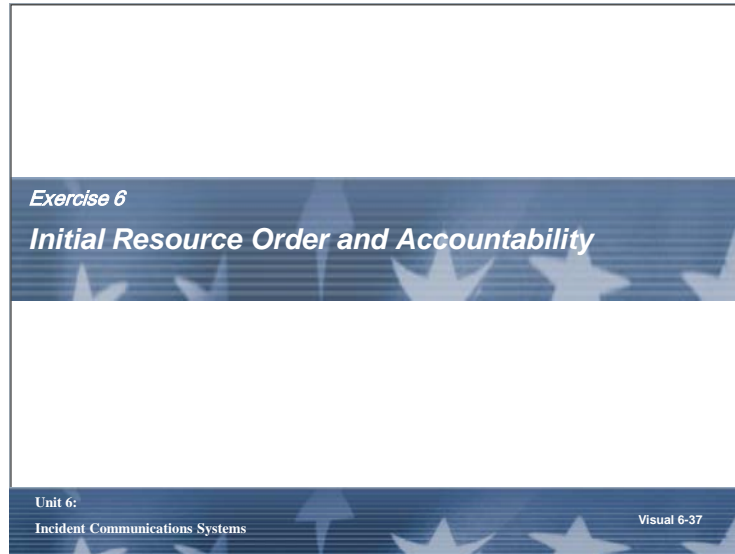 Exercise 6
Initial Resource Order and Accountability
Unit 6:
Incident Communications Systems
Visual 6-37